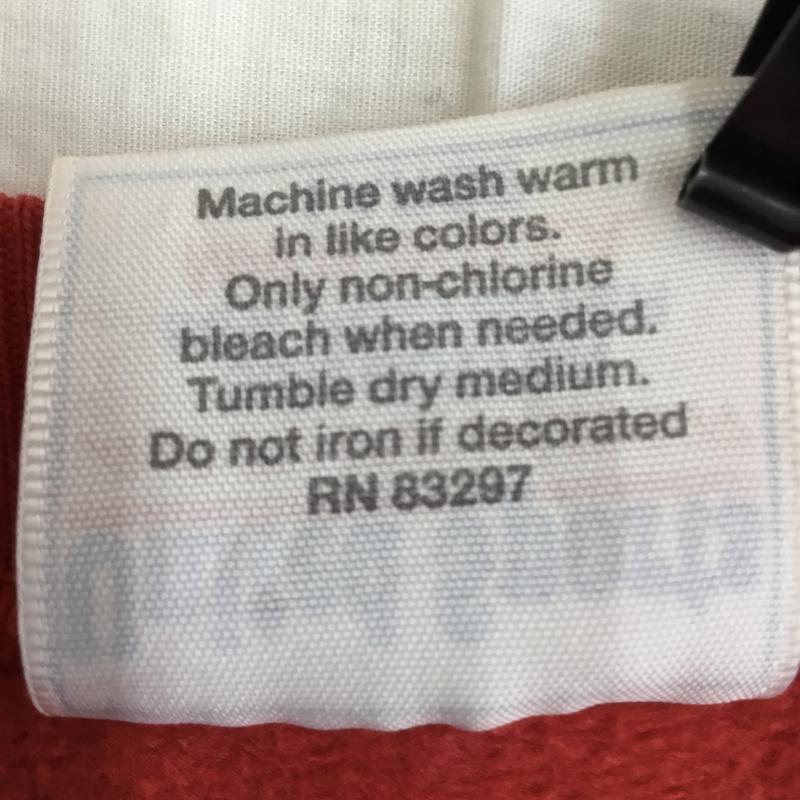 Machine wash warm
in like colors.
Only non-chlorine
bleach when needed.
Tumble dry medium.
Do not iron if decorated
RN 83297